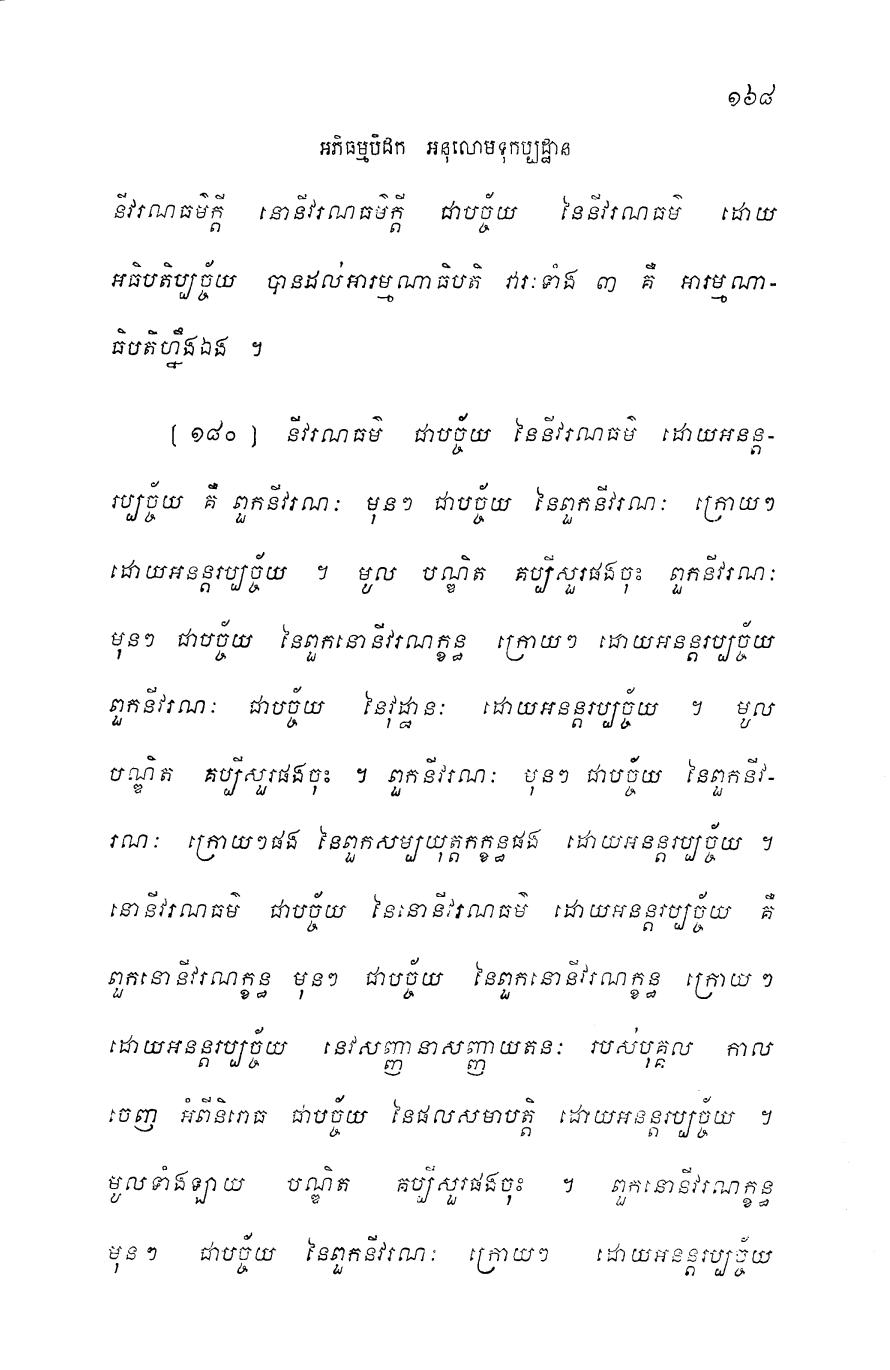 ១៦៨
អភិធម្មបិដក អនុលោមទុកប្បដ្ឋាន
នីវរណធម៌ក្តី នោនីវរណធម៌ក្តី ជាបច្ច័យ នៃនីវរណធម៌ ដោយ
អធិបតិប្បច្ច័យ បានដល់អារម្មណាធិបតិ វារៈទាំង ៣ គឺ អារម្មណា-
ធិបតីហ្នឹងឯង ។
[ ១៨០ ] នីវរណធម៌ ជាបច្ច័យ នៃនីវរណធម៌ ដោយអនន្ត-
រប្បច្ច័យ គឺ ពួកនីវរណៈ មុនៗ ជាបច្ច័យ នៃពួកនីវរណៈ ក្រោយៗ
ដោយអនន្តរប្បច្ច័យ ។ មូល បណ្ឌិត គប្បីសួរផងចុះ ពួកនីវរណៈ
មុនៗ ជាបច្ច័យ នៃពួកនោនីវរណក្ខន្ធ ក្រោយៗ ដោយអនន្តរប្បច្ច័យ
ពួកនីវរណៈ ជាបច្ច័យ នៃវុដ្ឋានៈ ដោយអនន្តរប្បច្ច័យ ។ មូល
បណ្ឌិត គប្បីសួរផងចុះ ។ ពួកនីវរណៈ មុនៗ ជាបច្ច័យ នៃពួកនីវ-
រណៈ ក្រោយៗផង នៃពួកសម្បយុត្តកក្ខន្ធផង ដោយអនន្តរប្បច្ច័យ ។
នោនីវរណធម៌ ជាបច្ច័យ នៃនោនីវរណធម៌ ដោយអនន្តរប្បច្ច័យ គឺ
ពួកនោនីវរណក្ខន្ធ មុនៗ ជាបច្ច័យ នៃពួកនោនីវរណក្ខន្ធ ក្រោយៗ
ដោយអនន្តរប្បច្ច័យ នេវសញ្ញានាសញ្ញាយតនៈ របស់បុគ្គល កាល
ចេញ អំពីនិរោធ ជាបច្ច័យ នៃផលសមាបត្តិ ដោយអនន្តរប្បច្ច័យ ។
មូលទាំងឡាយ បណ្ឌិត គប្បីសួរផងចុះ ។ ពួកនោនីវរណក្ខន្ធ
មុនៗ ជាបច្ច័យ នៃពួកនីវរណៈ ក្រោយៗ ដោយអនន្តរប្បច្ច័យ